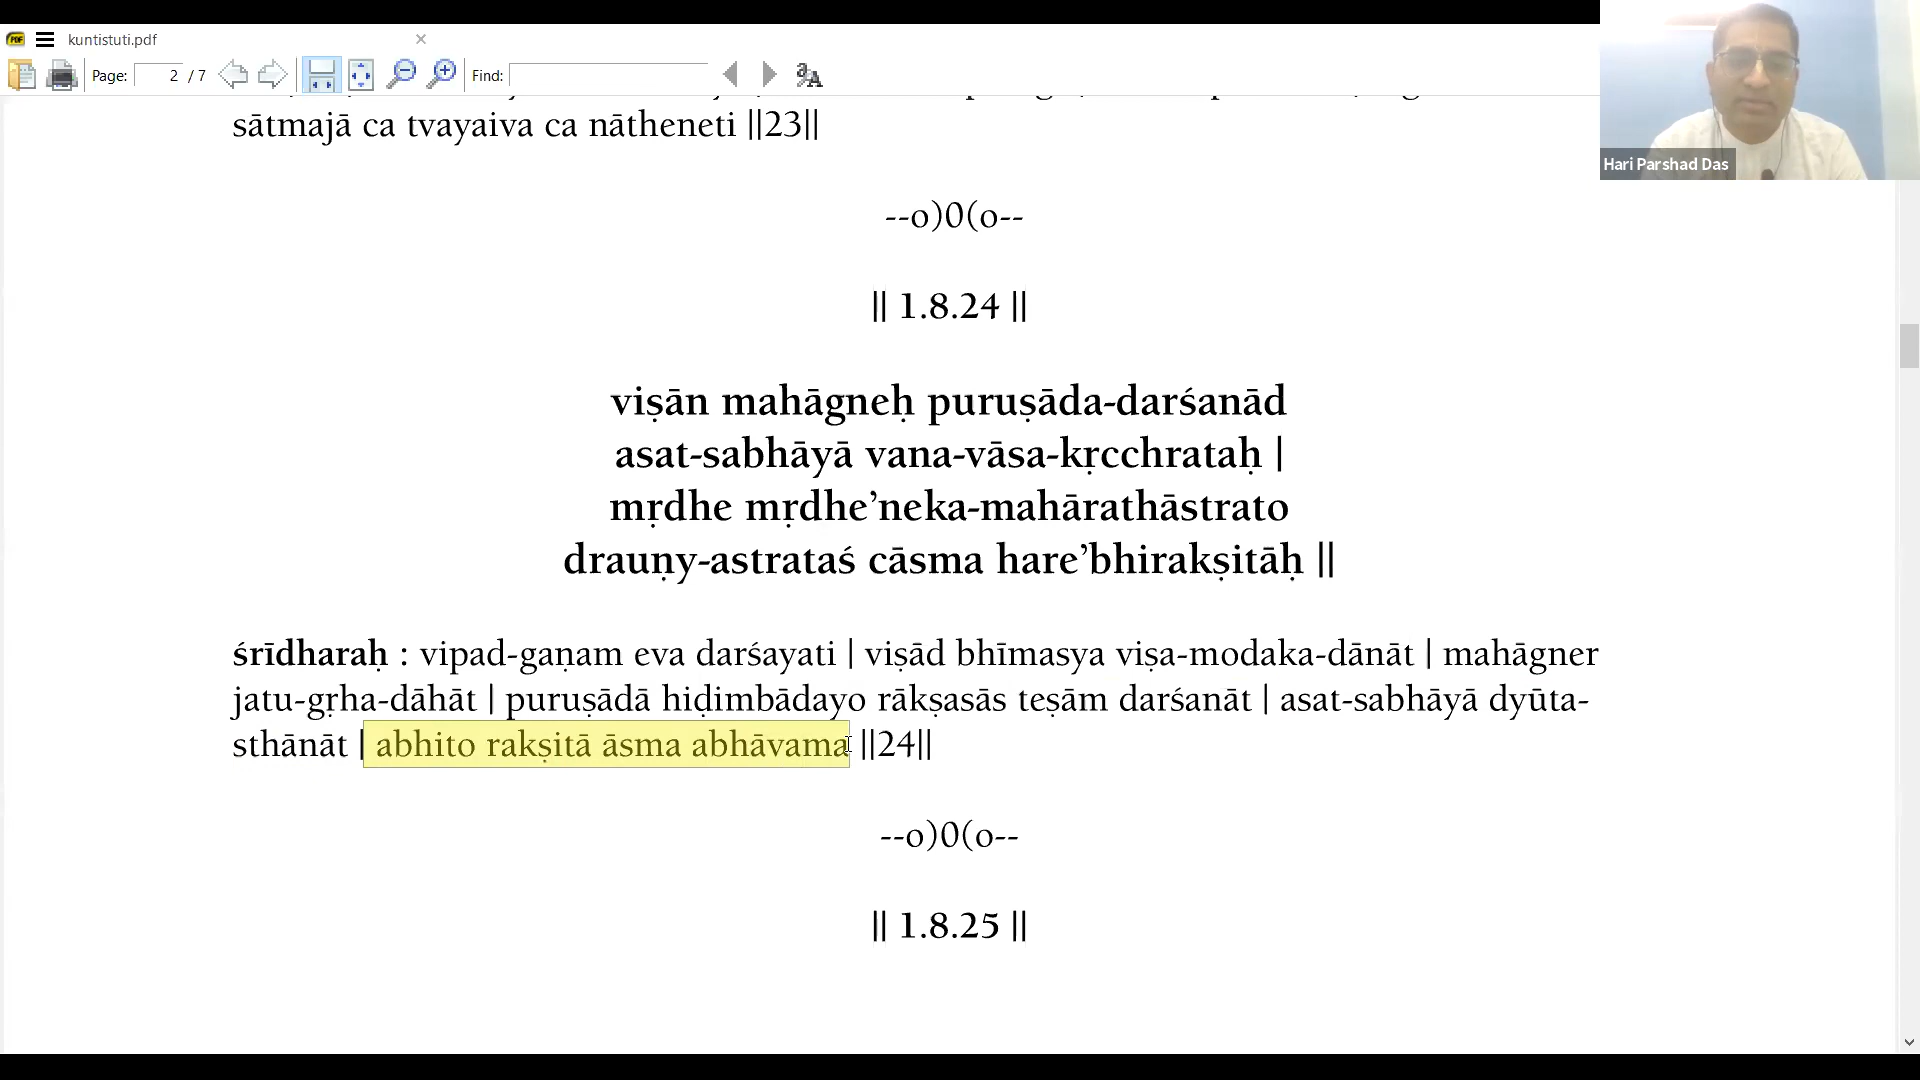 kuntistuti.pdf
Page: 2 / 7 Find:
sātmajā ca tvayaiva ca nātheneti ||23||
Hari Parshad Das
--o)0(o--
|| 1.8.24 ||
viṣān mahāgneḥ puruṣāda-darśanād
asat-sabhāyā vana-vāsa-kṛcchrataḥ |
mṛdhe mṛdhe’neka-mahārathāstrato
drauṇy-astrataś cāsma hare’bhirakṣitāḥ ||
śrīdharaḥ : vipad-gaṇam eva darśayati | viṣād bhīmasya viṣa-modaka-dānāt | mahāgner
jatu-gṛha-dāhāt | puruṣādā hiḍimbādayo rākṣasās teṣām darśanāt | asat-sabhāyā dyūta-
sthānāt | abhito rakṣitā āsma abhāvama ||24||
--o)0(o--
|| 1.8.25 ||